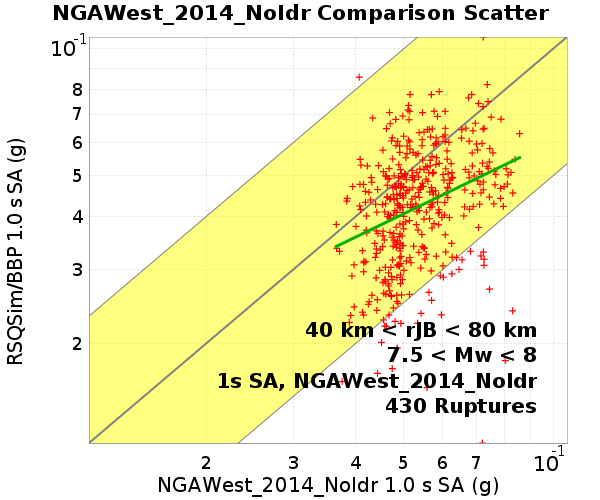 NGAWest_2014_NoIdr Comparison Scatter
10-1
8
7
6
5
4
3
2
RSQSim/BBP 1.0 s SA (g)
40 km < rJB < 80 km
7.5 < Mw < 8
1s SA, NGAWest_2014_NoIdr
430 Ruptures
2 3 4 5 6 7 8 10-1
NGAWest_2014_NoIdr 1.0 s SA (g)